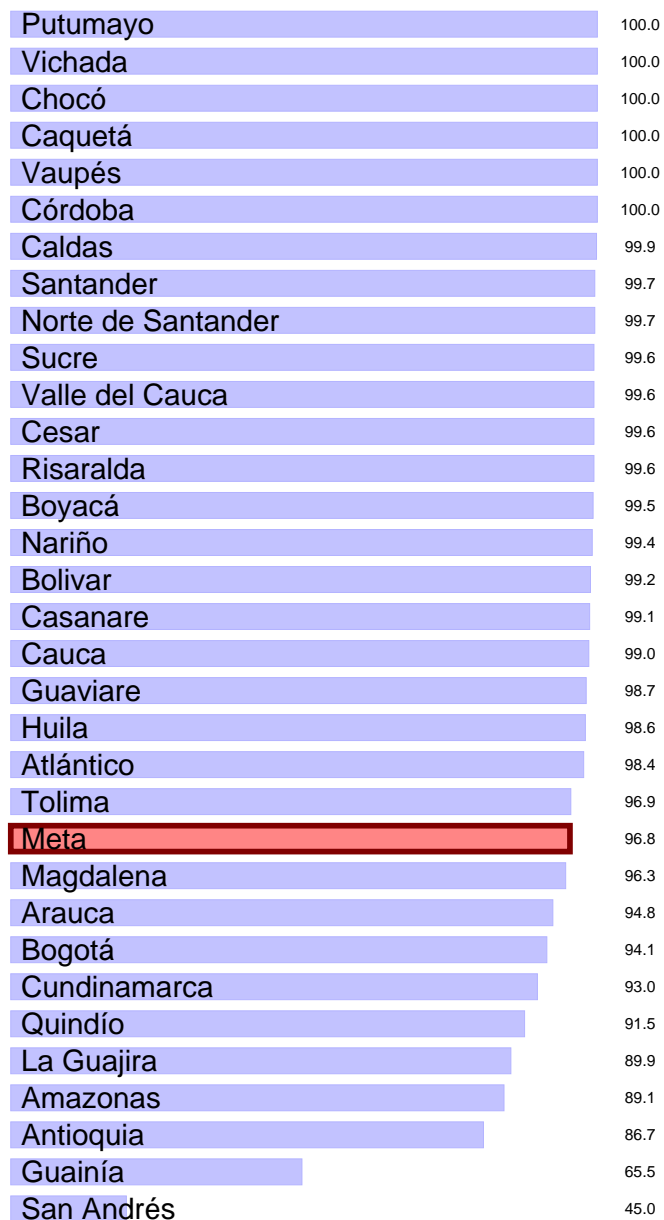 Putumayo 100.0
Vichada 100.0
Chocó 100.0
Caquetá 100.0
Vaupés 100.0
Córdoba 100.0
Caldas 99.9
Santander 99.7
Norte de Santander 99.7
Sucre 99.6
Valle del Cauca 99.6
Cesar 99.6
Risaralda 99.6
Boyacá 99.5
Nariño 99.4
Bolivar 99.2
Casanare 99.1
Cauca 99.0
Guaviare 98.7
Huila 98.6
Atlántico 98.4
Tolima 96.9
Meta 96.8
Magdalena 96.3
Arauca 94.8
Bogotá 94.1
Cundinamarca 93.0
Quindío 91.5
La Guajira 89.9
Amazonas 89.1
Antioquia 86.7
Guainía 65.5
San Andrés 45.0